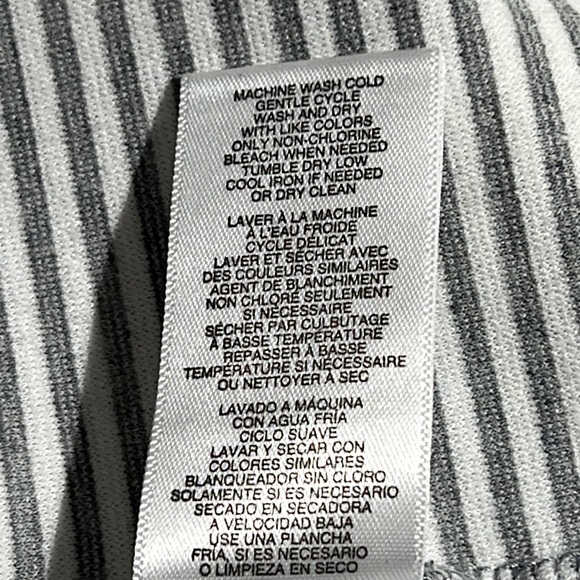 MACHINE WASH COLD
GENTLE CYCLE
WASH AND DRY
WITH LIKE COLORS
ONLY NON-CHLORINE
BLEACH WHEN NEEDED
TUMBLE DRY LOW
COOL IRON IF NEEDED
OR DRY CLEAN
LAVER À LA MACHINE
A L'EAU FROIDE
CYCLE DÉLICAT
LAVER ET SÉCHER AVEC
DES COULEURS SIMILAIRES
AGENT DE BLANCHIMENT
NON CHLORÉ SEULEMENT
SI NÉCESSAIRE
SÉCHER PAR CULBUTAGE
À BASSE TEMPÉRATURE
REPASSER À BASSE
TEMPÉRATURE SI NÉCESSAIRE
OU NETTOYER À SEC
LAVADO A MÁQUINA
CON AGUA FRÍA
CICLO SUAVE
LAVAR Y SECAR CON
COLORES SIMILARES
BLANQUEADOR SIN CLORO
SOLAMENTE SI ES NECESARIO
SECADO EN SECADORA
A VELOCIDAD BAJA
USE UNA PLANCHA
FRÍA, SI ES NECESARIO
O LIMPIEZA EN SECO